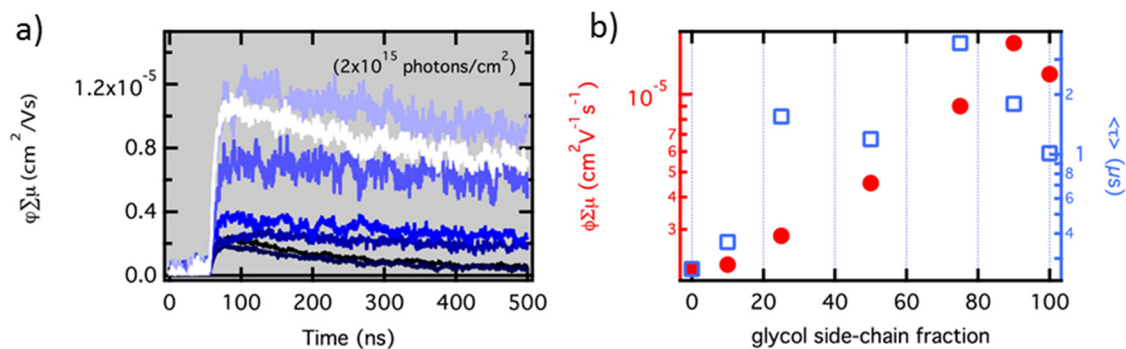 a)
(2x10¹⁵ photons/cm²)
1.2x10⁻⁵
0.8
0.4
0.0
φ∑μ (cm²/Vs)
0 100 200 300 400 500
Time (ns)
b)
10⁻⁵
7
6
5
4
3
ϕΣμ (cm²V⁻¹s⁻¹)
2
1
8
6
4
<τ> (μs)
0 20 40 60 80 100
glycol side-chain fraction